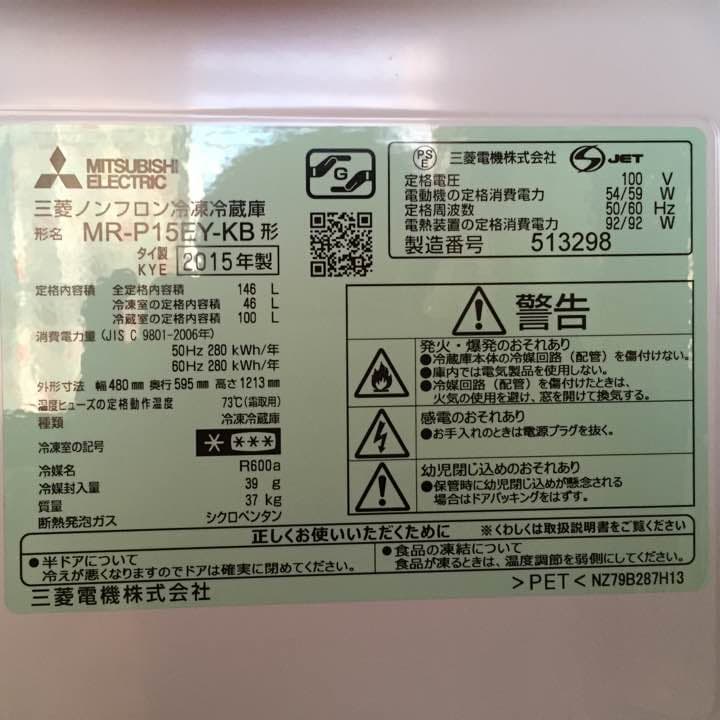 MITSUBISHI
ELECTRIC
三菱ノンフロン冷凍冷蔵庫
形名 MR-P15EY-KB 形
タイ製
KYE 2015年製
G
PS
E 三菱電機株式会社 S JET
定格電圧 100 V
電動機の定格消費電力 54/59 W
定格周波数 50/60 Hz
電熱装置の定格消費電力 92/92 W
製造番号 513298
定格内容積 全定格内容積 146 L
冷凍室の定格内容積 46 L
冷蔵室の定格内容積 100 L
消費電力量 (JIS C 9801-2006年)
50Hz 280 kWh/年
60Hz 280 kWh/年
外形寸法 幅 480 mm 奥行 595 mm 高さ 1213 mm
温度ヒューズの定格動作温度 73℃(霜取用)
種類 冷凍冷蔵庫
冷凍室の記号
冷媒名 R600a
冷媒封入量 39 g
質量 37 kg
断熱発泡ガス シクロペンタン
警告
発火・爆発のおそれあり
●冷蔵庫本体の冷媒回路（配管）を傷付けない。
●庫内では電気製品を使用しない。
●冷媒回路（配管）を傷付けたときは、
火気の使用を避け、窓を開けて換気する。
感電のおそれあり
●お手入れのときは電源プラグを抜く。
幼児閉じ込めのおそれあり
●保管時に幼児閉じ込めが懸念される
場合はドアパッキングをはずす。
正しくお使いいただくために ※くわしくは取扱説明書をご覧ください
●半ドアについて
冷えが悪くなりますのでドアは確実に閉めてください。
●食品の凍結について
食品が凍るときは、温度調節を弱側にしてください。
三菱電機株式会社
>PET< NZ79B287H13